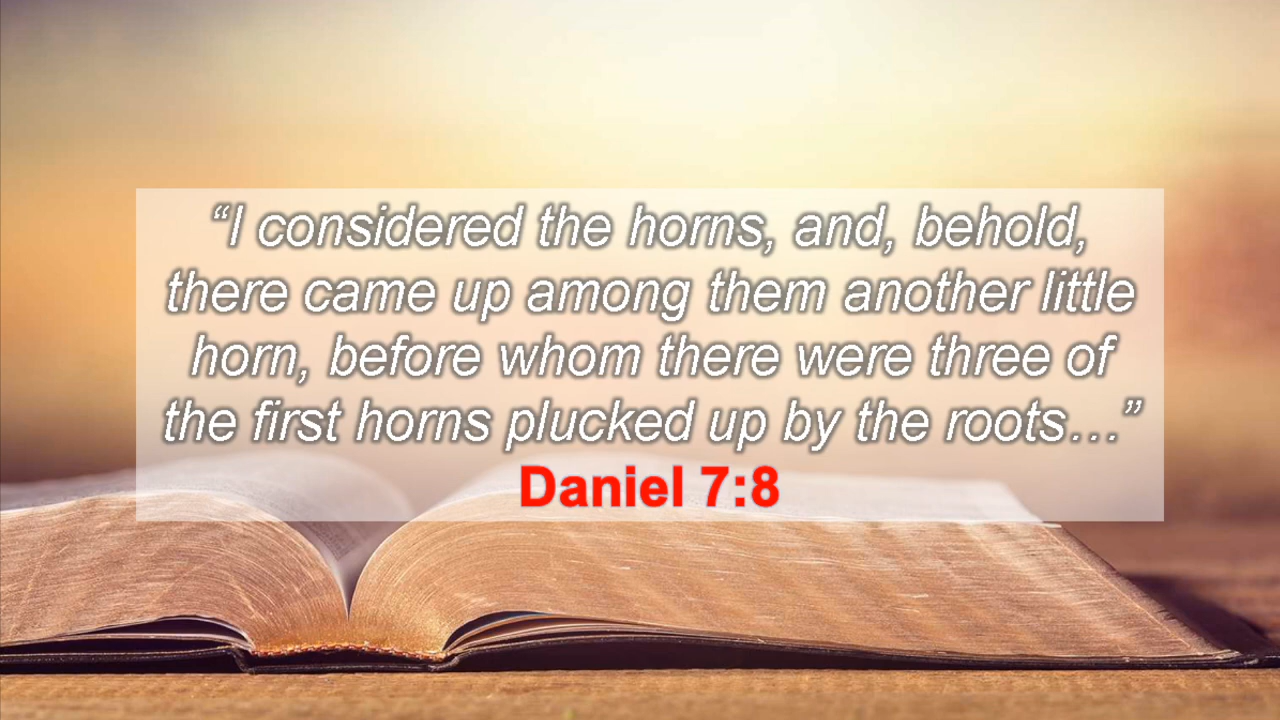 “I considered the horns, and, behold,
there came up among them another little
horn, before whom there were three of
the first horns plucked up by the roots…”
Daniel 7:8